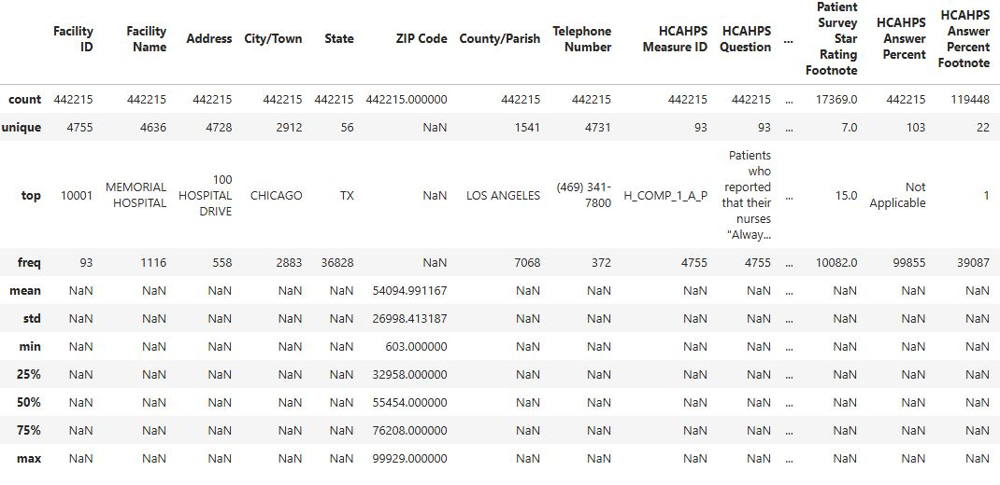 Facility ID Facility Name Address City/Town State ZIP Code County/Parish Telephone Number HCAHPS Measure ID HCAHPS Question ... Patient Survey Star Rating Footnote HCAHPS Answer Percent HCAHPS Answer Percent Footnote
count 442215 442215 442215 442215 442215 442215.000000 442215 442215 442215 442215 ... 17369.0 442215 119448
unique 4755 4636 4728 2912 56 NaN 1541 4731 93 93 ... 7.0 103 22
top 10001 MEMORIAL HOSPITAL 100 HOSPITAL DRIVE CHICAGO TX NaN LOS ANGELES (469) 341-7800 H_COMP_1_A_P Patients who reported that their nurses "Alway... ... 15.0 Not Applicable 1
freq 93 1116 558 2883 36828 NaN 7068 372 4755 4755 ... 10082.0 99855 39087
mean NaN NaN NaN NaN NaN 54094.991167 NaN NaN NaN NaN ... NaN NaN NaN
std NaN NaN NaN NaN NaN 26998.413187 NaN NaN NaN NaN ... NaN NaN NaN
min NaN NaN NaN NaN NaN 603.000000 NaN NaN NaN NaN ... NaN NaN NaN
25% NaN NaN NaN NaN NaN 32958.000000 NaN NaN NaN NaN ... NaN NaN NaN
50% NaN NaN NaN NaN NaN 55454.000000 NaN NaN NaN NaN ... NaN NaN NaN
75% NaN NaN NaN NaN NaN 76208.000000 NaN NaN NaN NaN ... NaN NaN NaN
max NaN NaN NaN NaN NaN 99929.000000 NaN NaN NaN NaN ... NaN NaN NaN